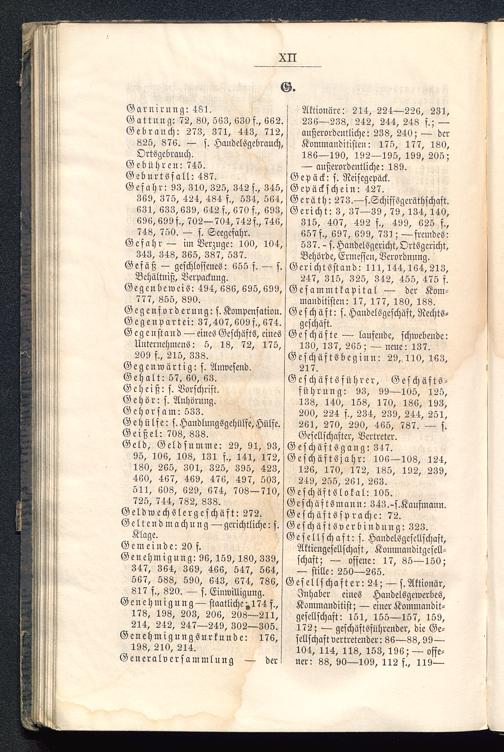 XII
G.
Garnirung: 481.
Gattung: 72, 80, 563, 630 f., 662.
Gebrauch: 273, 371, 443, 712,
825, 876. — s. Handelsgebrauch,
Ortsgebrauch.
Gebühren: 745.
Geburtsfall: 487.
Gefahr: 93, 310, 325, 342 f., 345,
369, 375, 424, 484 f., 534, 564,
631, 633, 639, 642 f., 670 f., 693,
696, 699 f., 702—704, 742 f., 746,
748, 750. — s. Seegefahr.
Gefahr — im Verzuge: 100, 104,
343, 348, 365, 387, 537.
Gefäß — geschlossenes: 655 f. — s.
Behältniß, Verpackung.
Gegenbeweis: 494, 686, 695, 699,
777, 855, 890.
Gegenforderung: s. Kompensation.
Gegenpartei: 37, 407, 609 f., 674.
Gegenstand — eines Geschäfts, eines
Unternehmens: 5, 18, 72, 175,
209 f., 215, 338.
Gegenwärtig: s. Anwesend.
Gehalt: 57, 60, 63.
Geheiß: s. Vorschrift.
Gehör: s. Anhörung.
Gehorsam: 533.
Gehülfe: s. Handlungsgehülfe, Hülfe.
Geißel: 708, 838.
Geld, Geldsumme: 29, 91, 93,
95, 106, 108, 131 f., 141, 172,
180, 265, 301, 325, 395, 423,
460, 467, 469, 476, 497, 503,
511, 608, 629, 674, 708—710,
725, 744, 782, 838.
Geldwechslergeschäft: 272.
Geltendmachung — gerichtliche: s.
Klage.
Gemeinde: 20 f.
Genehmigung: 96, 159, 180, 339,
347, 364, 369, 466, 547, 564,
567, 588, 590, 643, 674, 786,
817 f., 820. — s. Einwilligung.
Genehmigung — staatliche: 174 f.,
178, 198, 203, 206, 208—211,
214, 242, 247—249, 302—305.
Genehmigungsurkunde: 176,
198, 210, 214.
Generalversammlung — der
Aktionäre: 214, 224—226, 231,
236—238, 242, 244, 248 f.; —
außerordentliche: 238, 240; — der
Kommanditisten: 175, 177, 180,
186—190, 192—195, 199, 205;
— außerordentliche: 189.
Gepäck: s. Reisegepäck.
Gepäckschein: 427.
Geräth: 273. — s. Schiffsgeräthschaft.
Gericht: 3, 37—39, 79, 134, 140,
315, 407, 492 f., 499, 625 f.,
657 f., 697, 699, 731; — fremdes:
537. - s. Handelsgericht, Ortsgericht,
Behörde, Ermessen, Verordnung.
Gerichtsstand: 111, 144, 164, 213,
247, 315, 325, 342, 455, 475 f.
Gesammtkapital — der Kom-
manditisten: 17, 177, 180, 188.
Geschäft: s. Handelsgeschäft, Rechts-
geschäft.
Geschäfte — laufende, schwebende:
130, 137, 265; — neue: 137.
Geschäftsbeginn: 29, 110, 163,
217.
Geschäftsführer, Geschäfts-
führung: 93, 99—105, 125,
138, 140, 158, 170, 186, 193,
200, 224 f., 234, 239, 244, 251,
261, 270, 290, 465, 787. — s.
Gesellschafter, Vertreter.
Geschäftsgang: 347.
Geschäftsjahr: 106—108, 124,
126, 170, 172, 185, 192, 239,
249, 255, 261, 263.
Geschäftslokal: 105.
Geschäftsmann: 343. - s. Kaufmann.
Geschäftssprache: 72.
Geschäftsverbindung: 323.
Gesellschaft: s. Handelsgesellschaft,
Aktiengesellschaft, Kommanditgesell-
schaft; — offene: 17, 85—150;
— stille: 250—265.
Gesellschafter: 24; — s. Aktionär,
Inhaber eines Handelsgewerbes,
Kommanditist; — einer Kommandit-
gesellschaft: 151, 155—157, 159,
172; — geschäftsführender, die Ge-
sellschaft vertretender: 86—88, 99—
104, 114, 118, 153, 196; — offe-
ner: 88, 90—109, 112 f., 119—